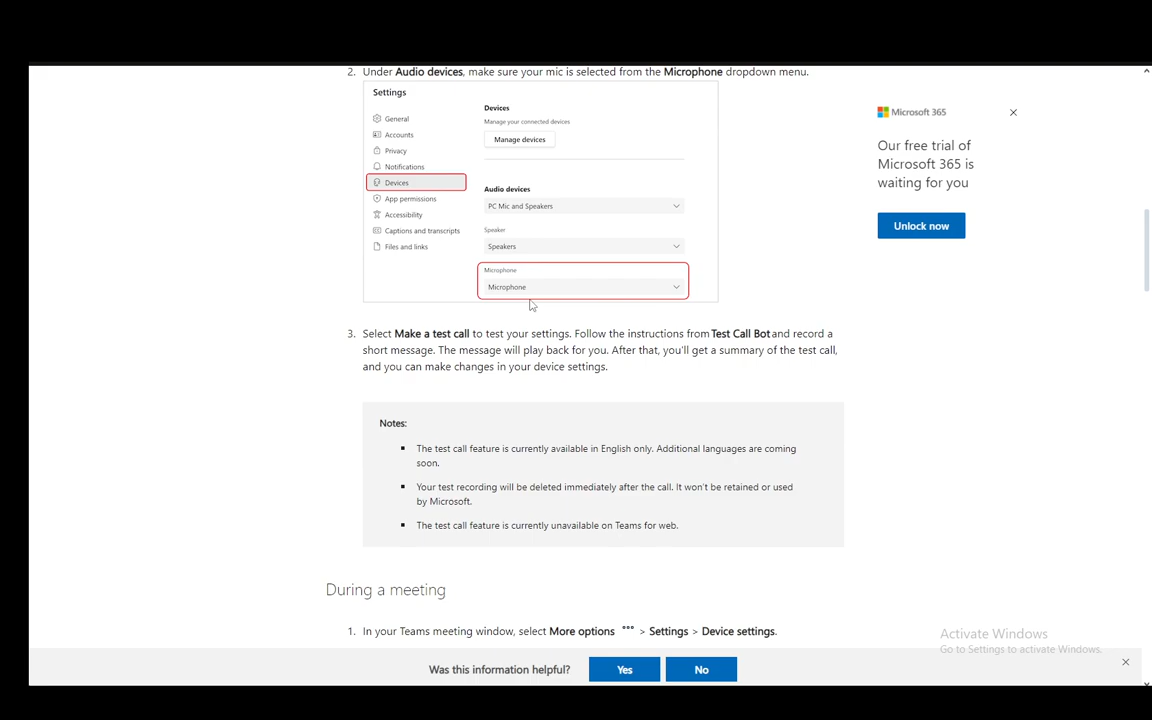 2. Under Audio devices, make sure your mic is selected from the Microphone dropdown menu.
Settings
General
Accounts
Privacy
Notifications
Devices
App permissions
Accessibility
Captions and transcripts
Files and links
Devices
Manage your connected devices
Manage devices
Audio devices
PC Mic and Speakers
Speaker
Speakers
Microphone
Microphone
3. Select Make a test call to test your settings. Follow the instructions from Test Call Bot and record a
short message. The message will play back for you. After that, you'll get a summary of the test call,
and you can make changes in your device settings.
Notes:
▪ The test call feature is currently available in English only. Additional languages are coming
soon.
▪ Your test recording will be deleted immediately after the call. It won't be retained or used
by Microsoft.
▪ The test call feature is currently unavailable on Teams for web.
During a meeting
1. In your Teams meeting window, select More options ••• > Settings > Device settings.
Microsoft 365
Our free trial of
Microsoft 365 is
waiting for you
Unlock now
Activate Windows
Go to Settings to activate Windows.
Was this information helpful?
Yes
No